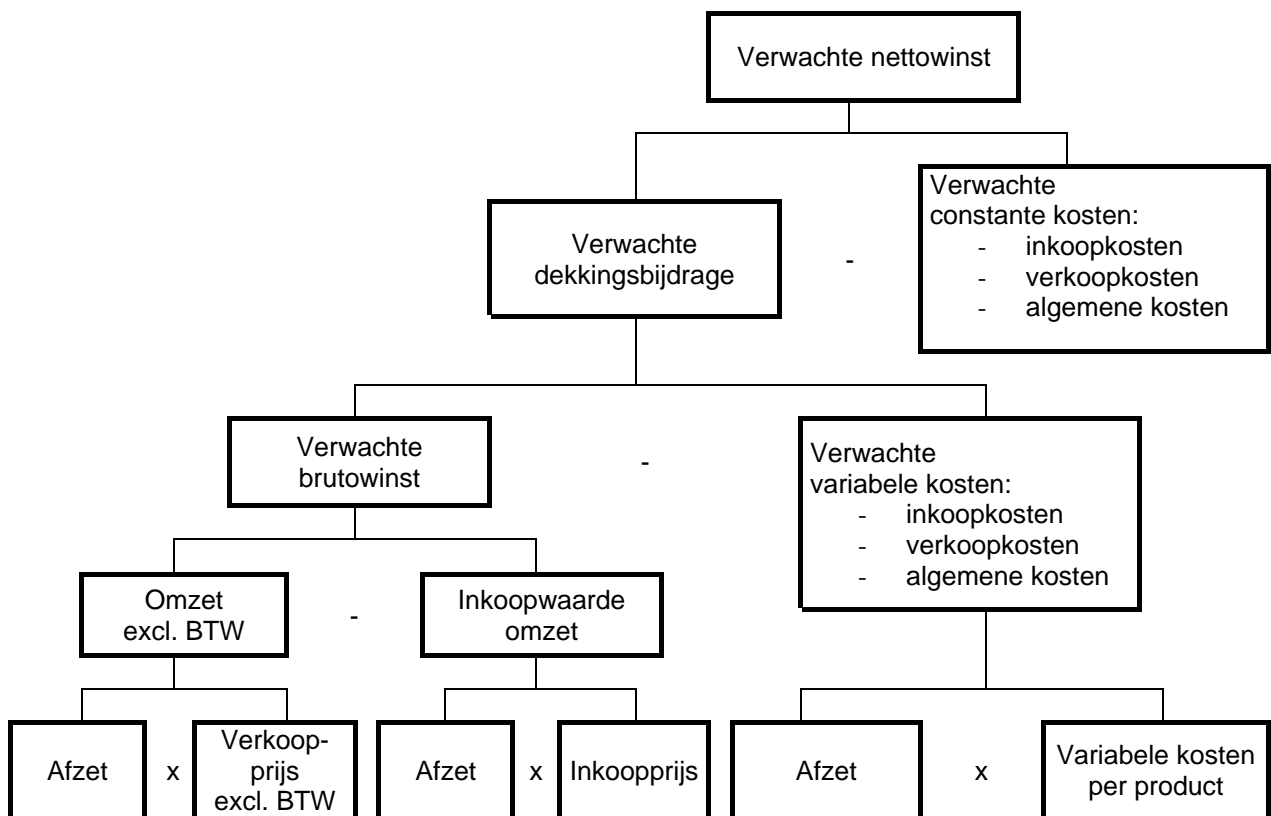 Verwachte nettowinst
Verwachte
dekkingsbijdrage
-
Verwachte
constante kosten:
- inkoopkosten
- verkoopkosten
- algemene kosten
Verwachte
brutowinst
-
Verwachte
variabele kosten:
- inkoopkosten
- verkoopkosten
- algemene kosten
Omzet
excl. BTW
-
Inkoopwaarde
omzet
Afzet
x
Verkoop-
prijs
excl. BTW
Afzet
x
Inkoopprijs
Afzet
x
Variabele kosten
per product